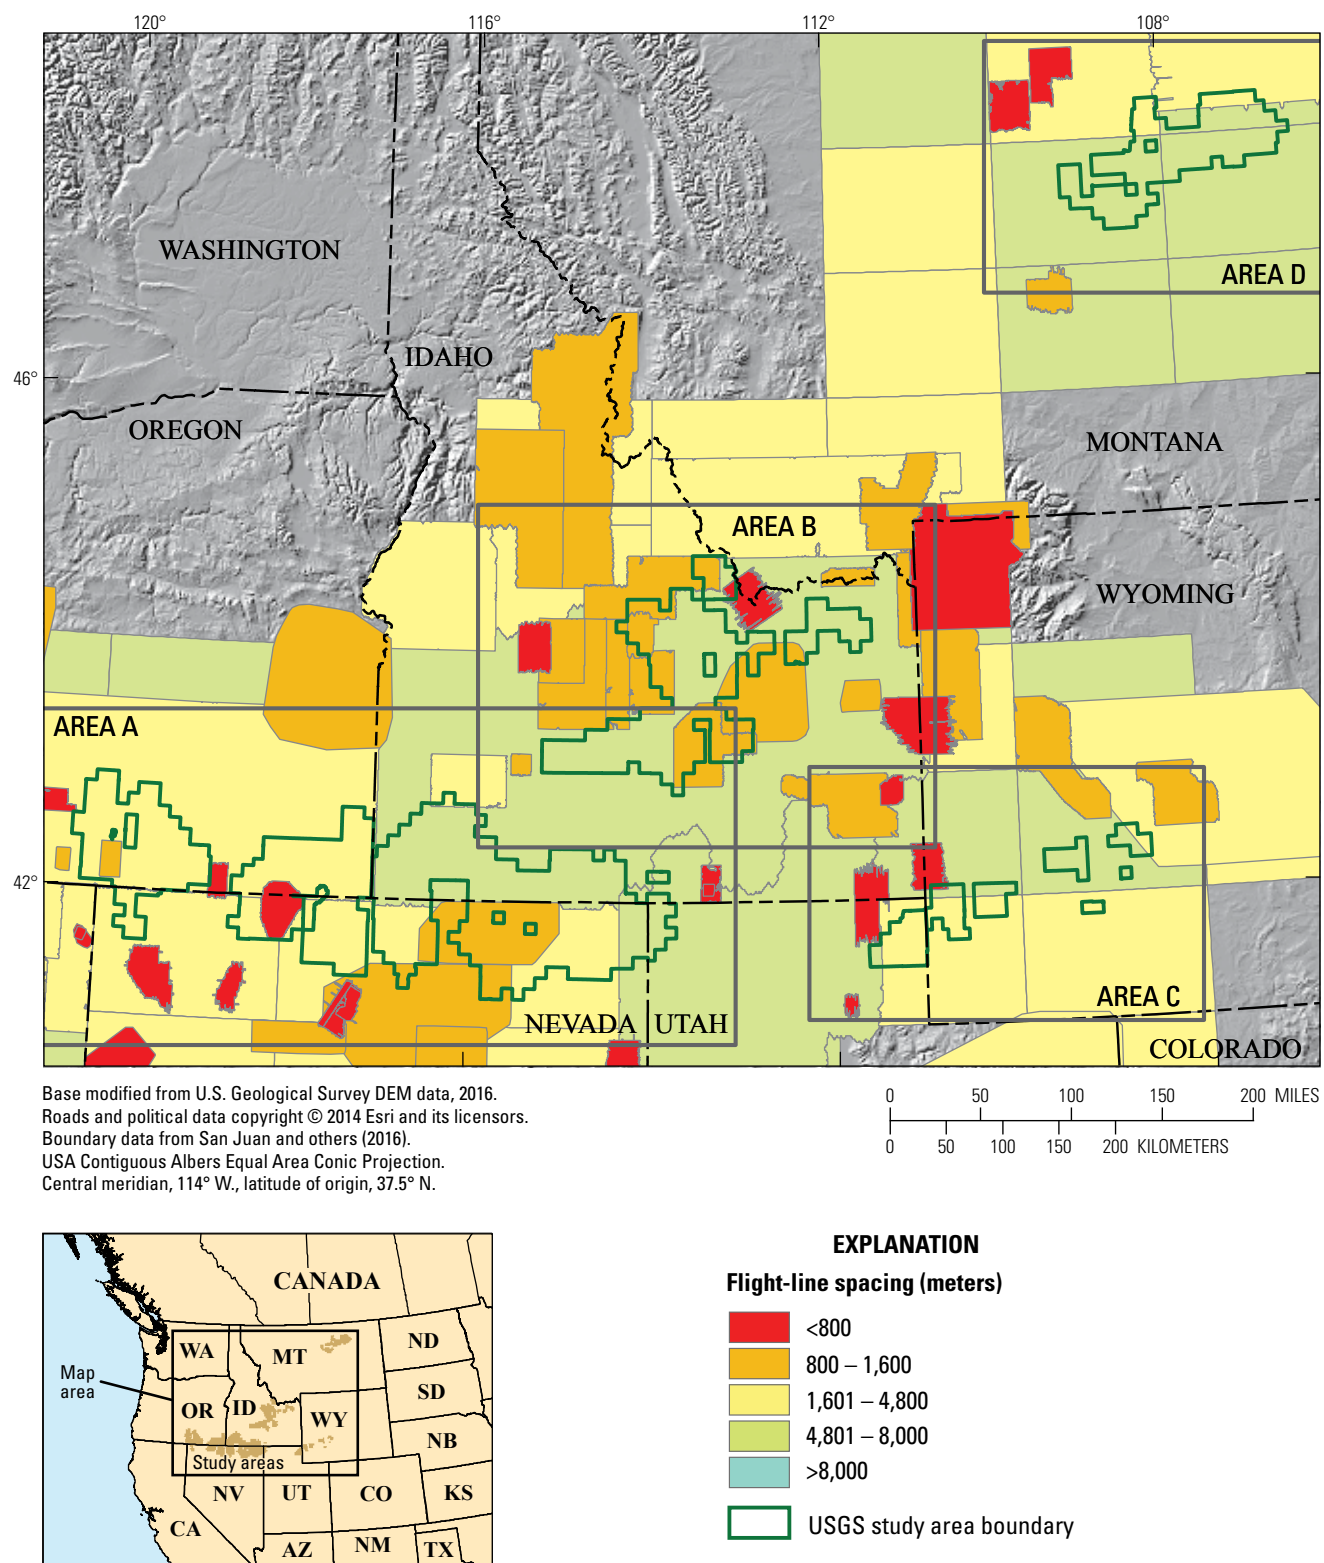 120°
116°
112°
108°
WASHINGTON
AREA D
46°
IDAHO
OREGON
MONTANA
AREA B
WYOMING
AREA A
42°
AREA C
NEVADA
UTAH
COLORADO
Base modified from U.S. Geological Survey DEM data, 2016.
Roads and political data copyright © 2014 Esri and its licensors.
Boundary data from San Juan and others (2016).
USA Contiguous Albers Equal Area Conic Projection.
Central meridian, 114° W., latitude of origin, 37.5° N.
0 50 100 150 200 MILES
0 50 100 150 200 KILOMETERS
CANADA
WA
MT
ND
Map
area
OR
ID
WY
SD
NB
Study areas
NV
UT
CO
KS
CA
AZ
NM
TX
EXPLANATION
Flight-line spacing (meters)
<800
800 – 1,600
1,601 – 4,800
4,801 – 8,000
>8,000
USGS study area boundary